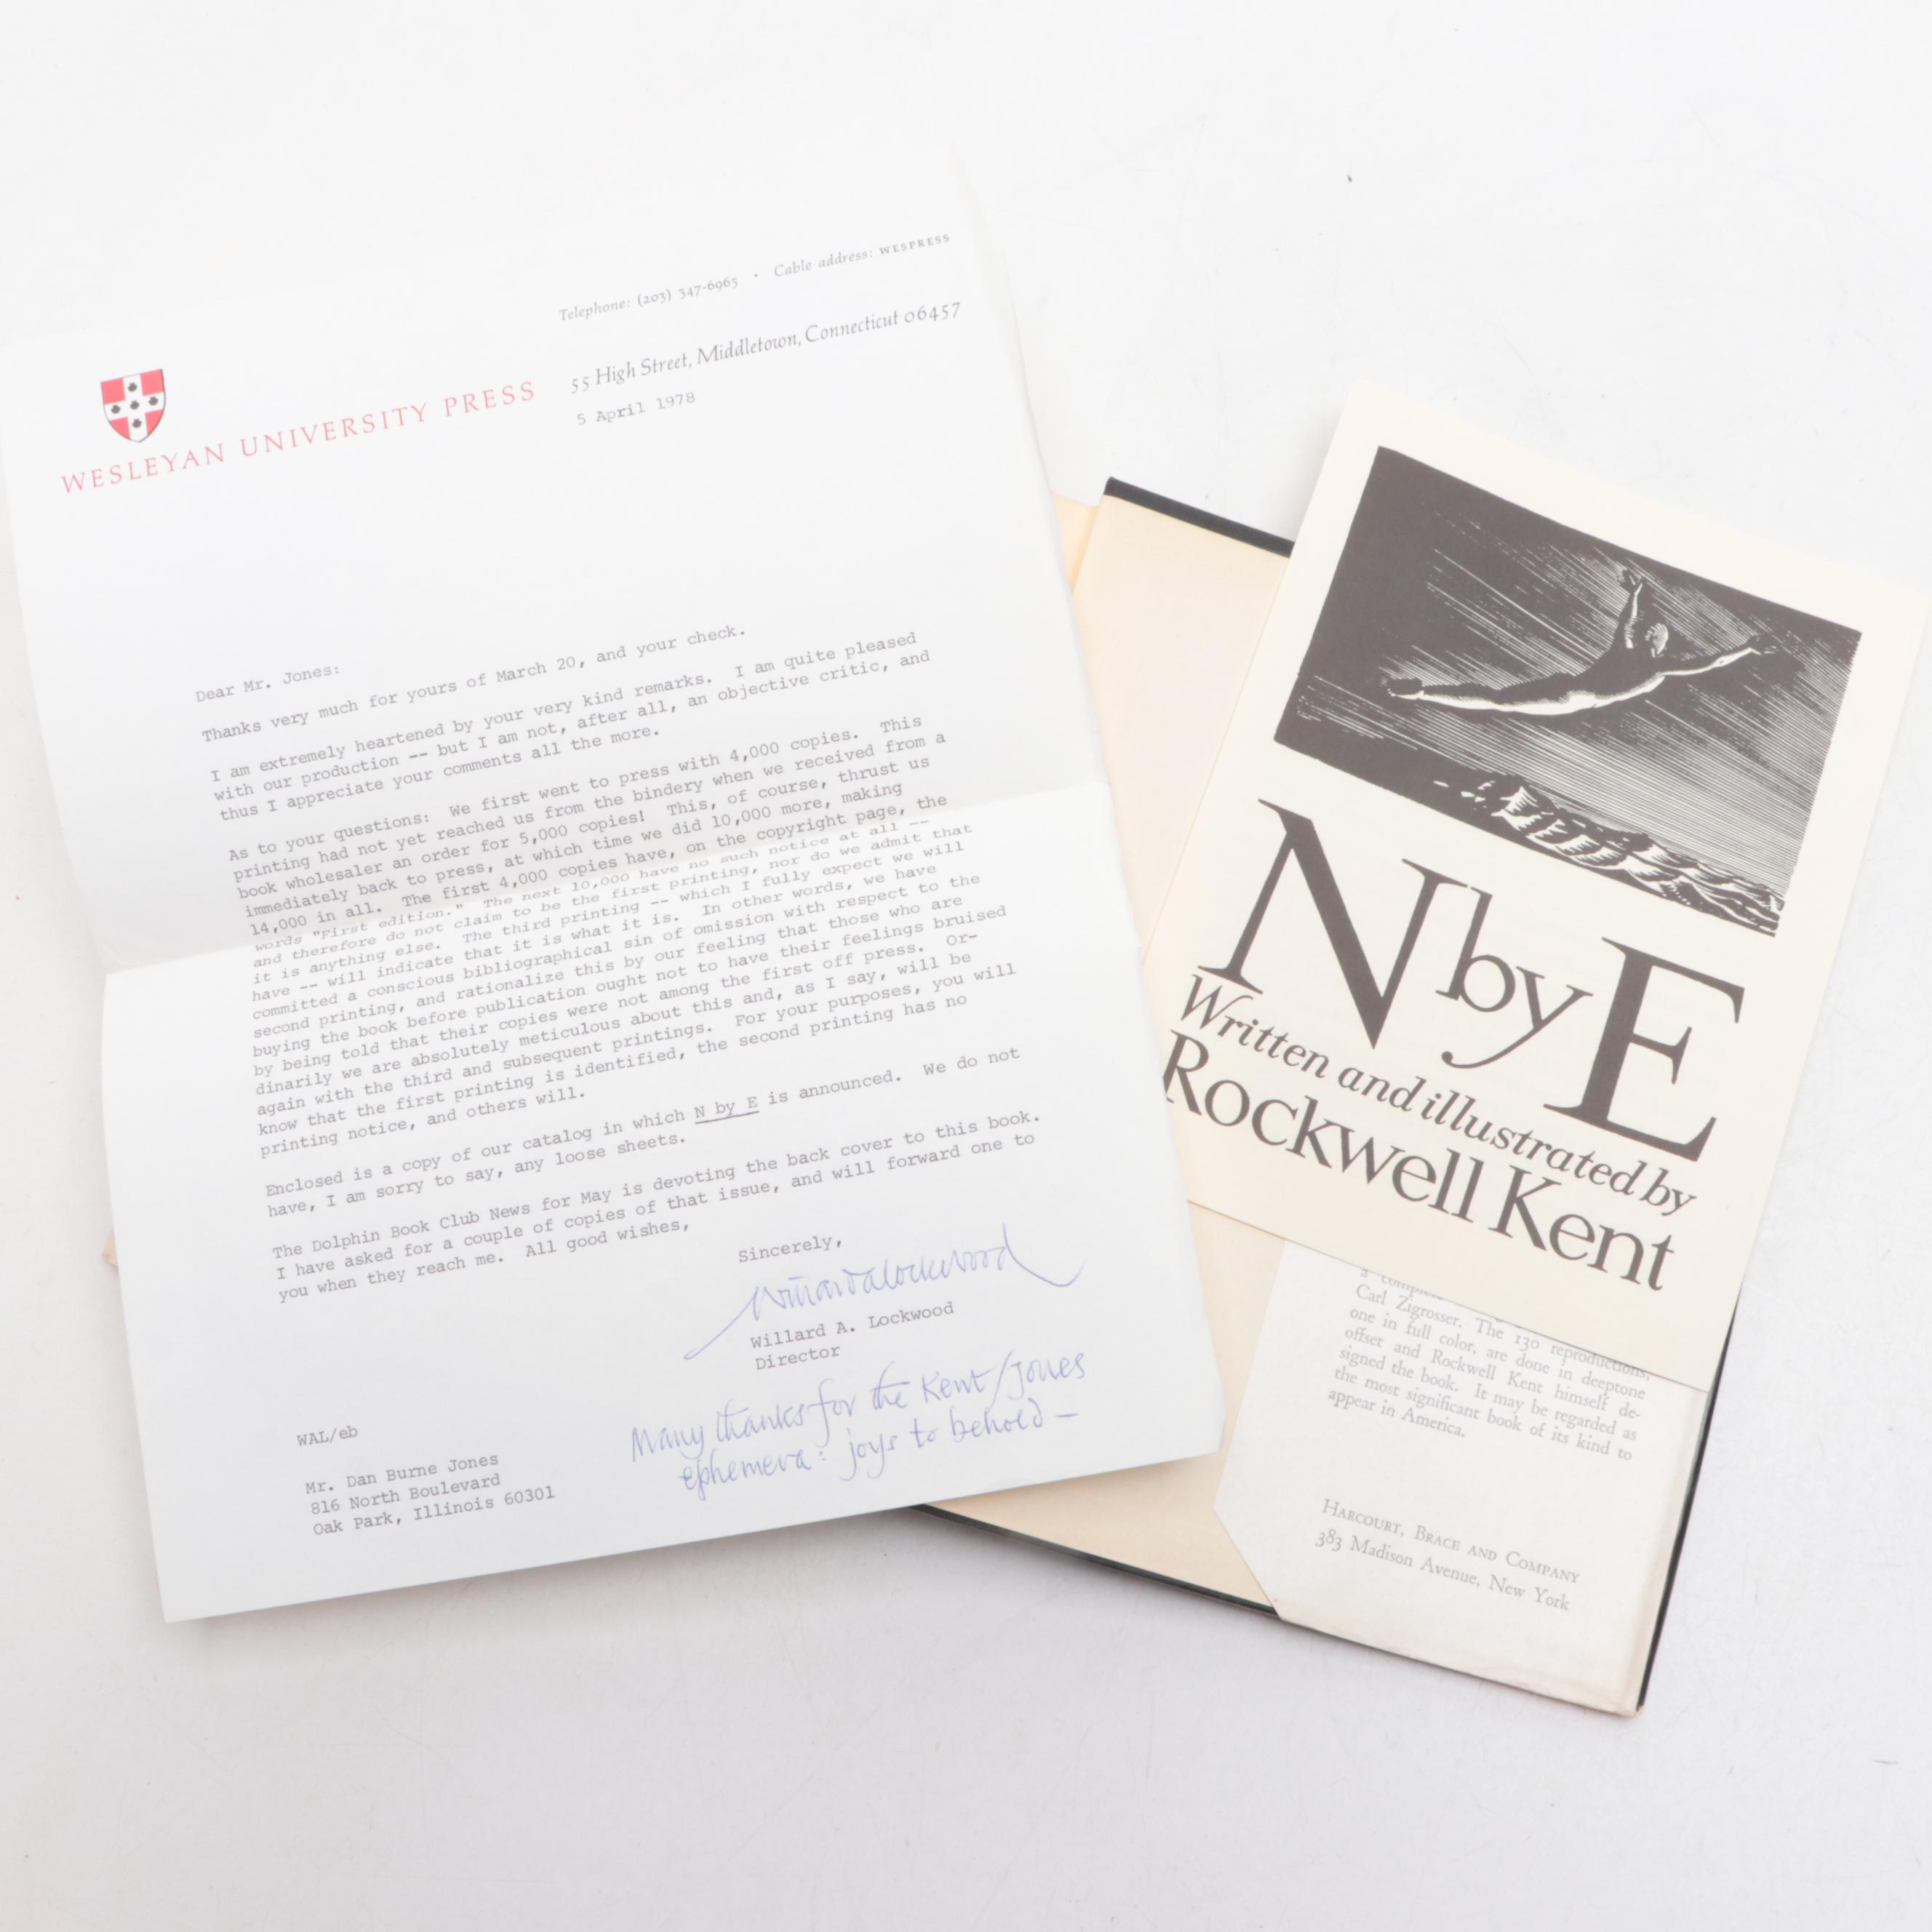 Telephone: (203) 347-6965 · Cable address: WESPRESS
55 High Street, Middletown, Connecticut 06457
WESLEYAN UNIVERSITY PRESS
5 April 1978
Dear Mr. Jones:
Thanks very much for yours of March 20, and your check.
I am extremely heartened by your very kind remarks. I am quite pleased
with our production -- but I am not, after all, an objective critic, and
thus I appreciate your comments all the more.
As to your questions: We first went to press with 4,000 copies. This
printing had not yet reached us from the bindery when we received from a
book wholesaler an order for 5,000 copies! This, of course, thrust us
immediately back to press, at which time we did 10,000 more, making
14,000 in all. The first 4,000 copies have, on the copyright page, the
words "First edition." The next 10,000 have no such notice at all --
and therefore do not claim to be the first printing, nor do we admit that
it is anything else. The third printing -- which I fully expect we will
have -- will indicate that it is what it is. In other words, we have
committed a conscious bibliographical sin of omission with respect to the
second printing, and rationalize this by our feeling that those who are
buying the book before publication ought not to have their feelings bruised
by being told that their copies were not among the first off press. Or-
dinarily we are absolutely meticulous about this and, as I say, will be
again with the third and subsequent printings. For your purposes, you will
know that the first printing is identified, the second printing has no
printing notice, and others will.
Enclosed is a copy of our catalog in which N by E is announced. We do not
have, I am sorry to say, any loose sheets.
The Dolphin Book Club News for May is devoting the back cover to this book.
I have asked for a couple of copies of that issue, and will forward one to
you when they reach me. All good wishes,
Sincerely,
Willard A Lockwood
Willard A. Lockwood
Director
Many thanks for the Kent/Jones
ephemera: joys to behold —
WAL/eb
Mr. Dan Burne Jones
816 North Boulevard
Oak Park, Illinois 60301
N by E
Written and illustrated by
Rockwell Kent
a complete
Carl Zigrosser. The 130 reproductions,
one in full color, are done in deeptone
offset and Rockwell Kent himself de-
signed the book. It may be regarded as
the most significant book of its kind to
appear in America.
HARCOURT, BRACE AND COMPANY
383 Madison Avenue, New York